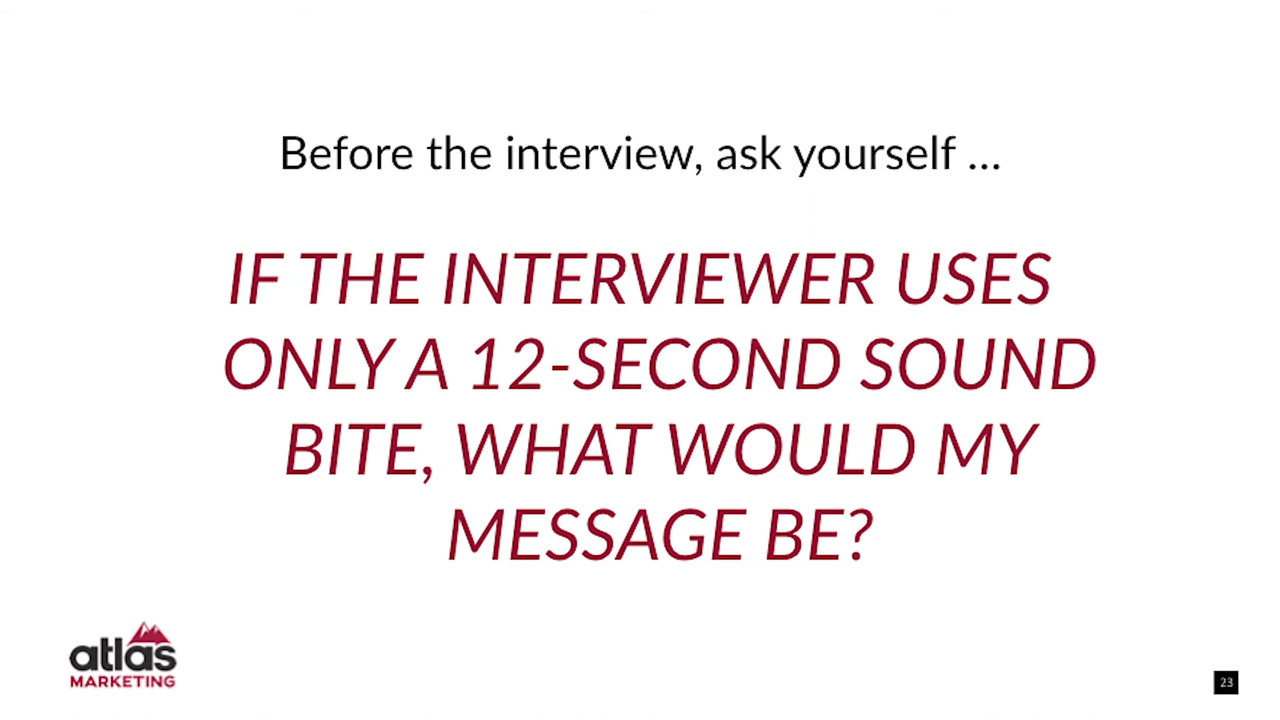 Before the interview, ask yourself ...
IF THE INTERVIEWER USES
ONLY A 12-SECOND SOUND
BITE, WHAT WOULD MY
MESSAGE BE?
atlas
MARKETING
23